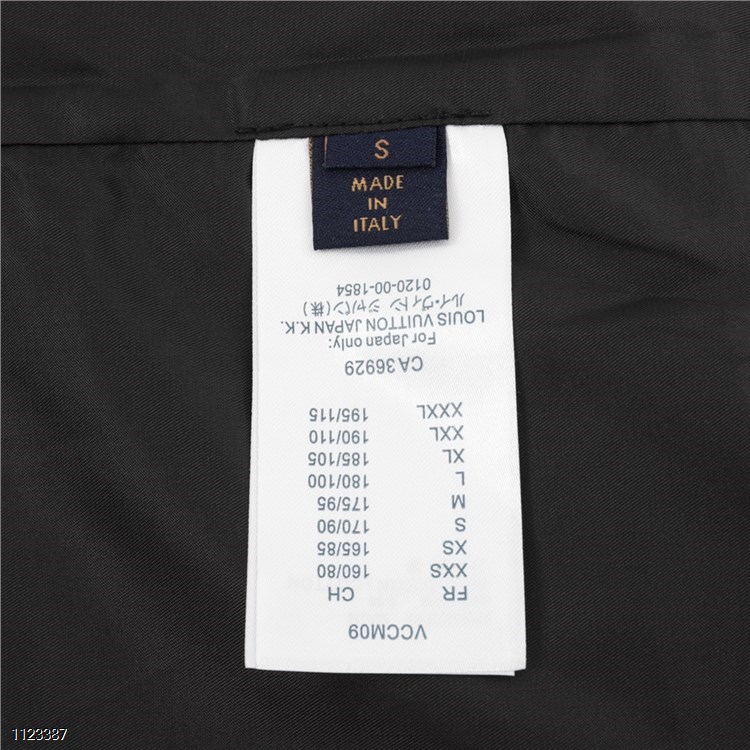 S
MADE
IN
ITALY
VCCM09
FR CH
XXS 160/80
XS 165/85
S 170/90
M 175/95
L 180/100
XL 185/105
XXL 190/110
XXXL 195/115
CA 36929
For Japan only:
LOUIS VUITTON JAPAN K.K.
ルイ・ヴィトン ジャパン(株)
0120-00-1854
1123387